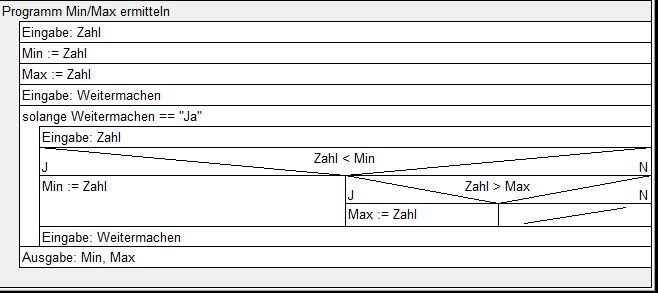 Programm Min/Max ermitteln
Eingabe: Zahl
Min := Zahl
Max := Zahl
Eingabe: Weitermachen
solange Weitermachen == "Ja"
Eingabe: Zahl
Zahl < Min
J
N
Min := Zahl
Zahl > Max
J
N
Max := Zahl
Eingabe: Weitermachen
Ausgabe: Min, Max